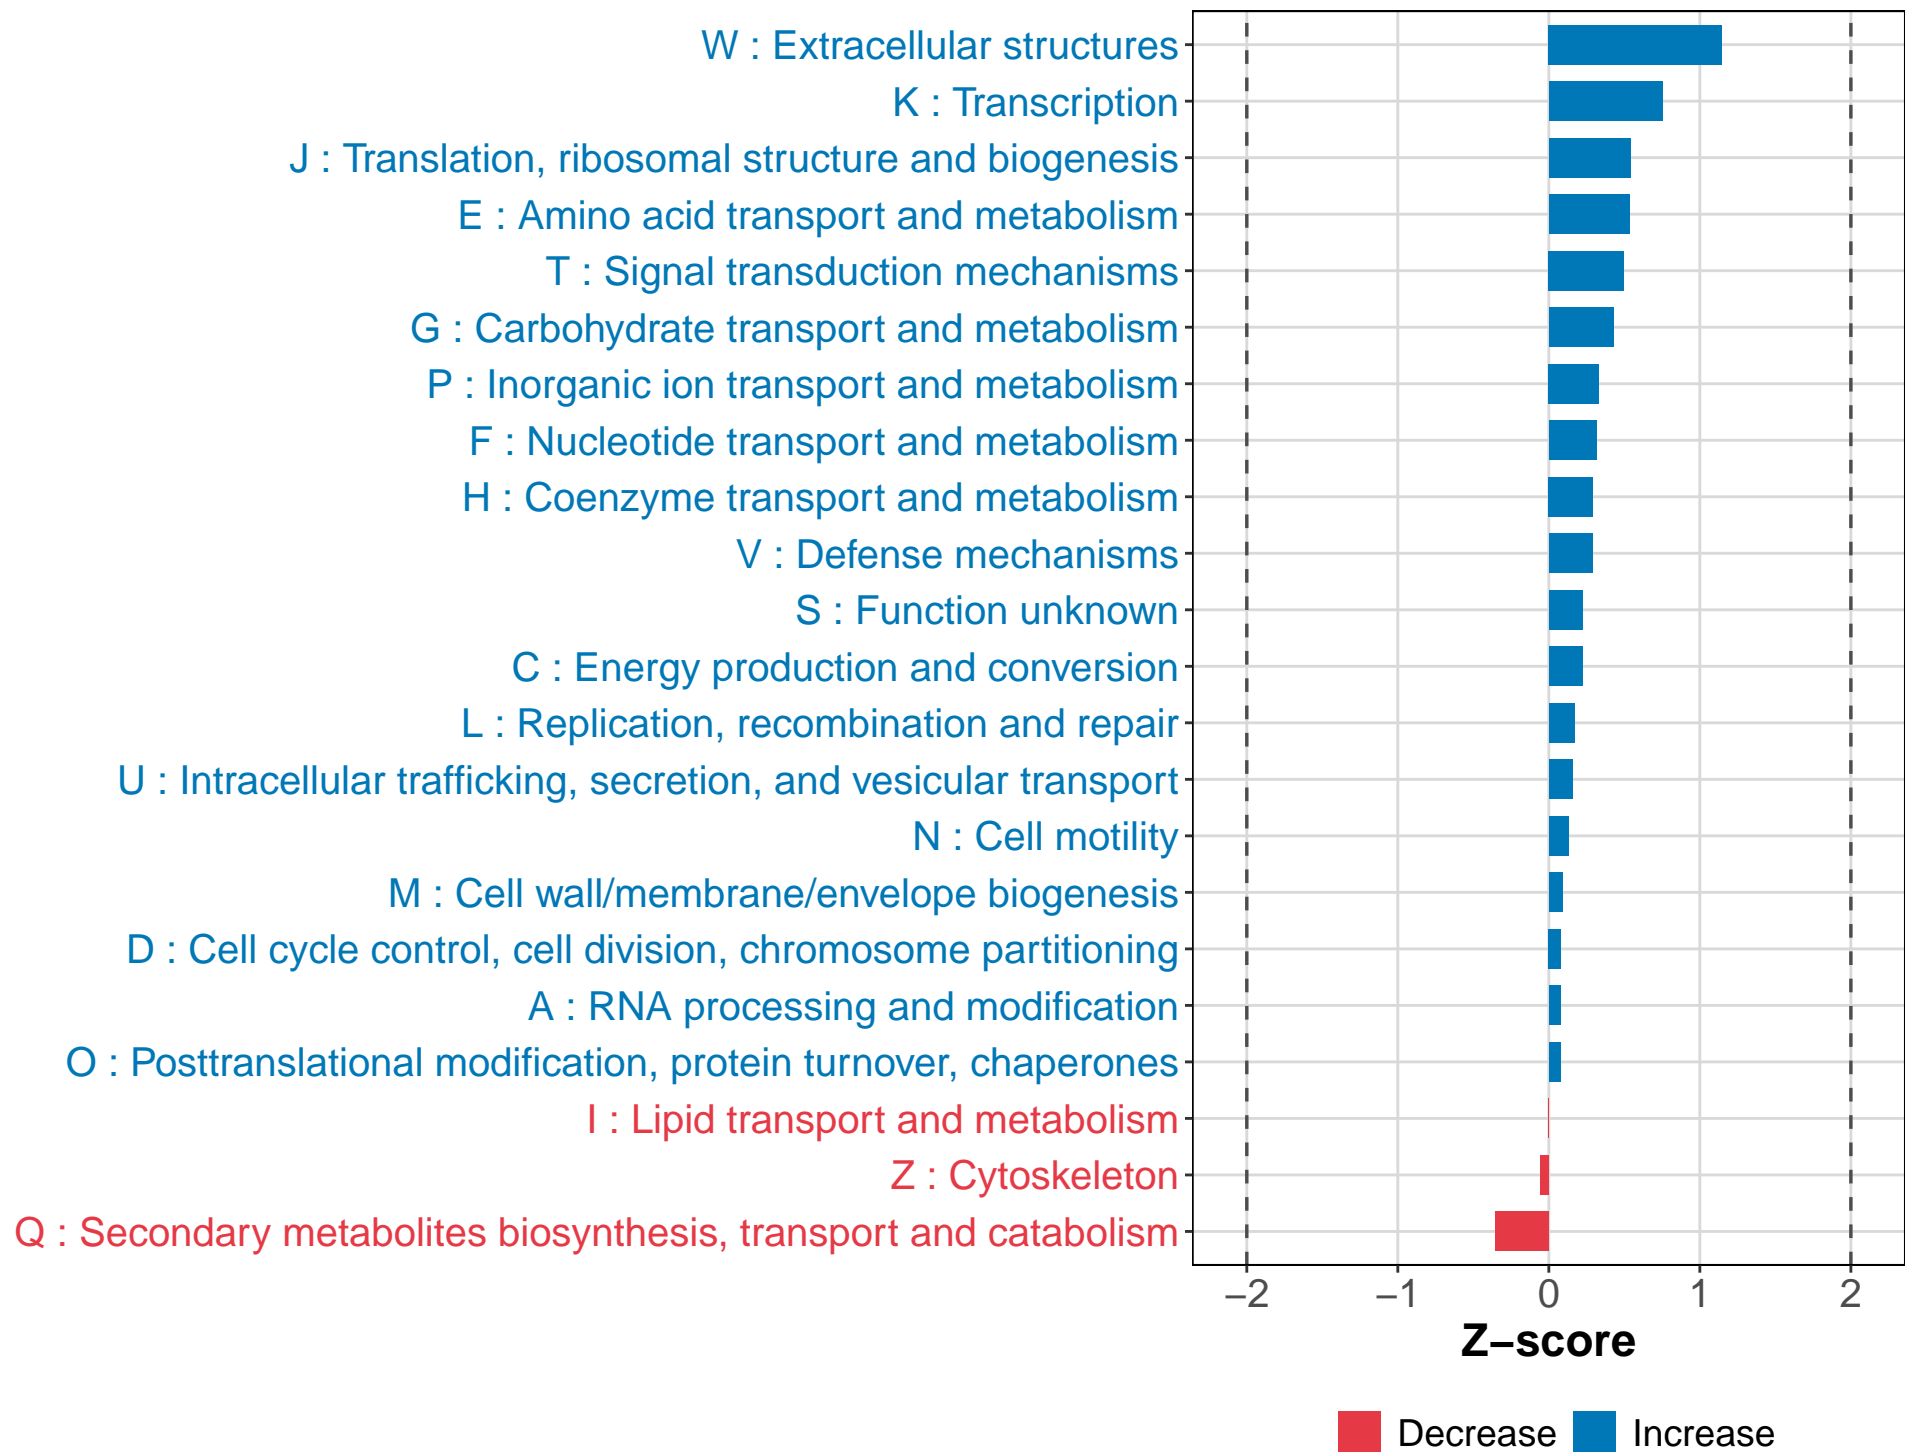 W : Extracellular structures
K : Transcription
J : Translation, ribosomal structure and biogenesis
E : Amino acid transport and metabolism
T : Signal transduction mechanisms
G : Carbohydrate transport and metabolism
P : Inorganic ion transport and metabolism
F : Nucleotide transport and metabolism
H : Coenzyme transport and metabolism
V : Defense mechanisms
S : Function unknown
C : Energy production and conversion
L : Replication, recombination and repair
U : Intracellular trafficking, secretion, and vesicular transport
N : Cell motility
M : Cell wall/membrane/envelope biogenesis
D : Cell cycle control, cell division, chromosome partitioning
A : RNA processing and modification
O : Posttranslational modification, protein turnover, chaperones
I : Lipid transport and metabolism
Z : Cytoskeleton
Q : Secondary metabolites biosynthesis, transport and catabolism
−2 −1 0 1 2
Z−score
Decrease Increase